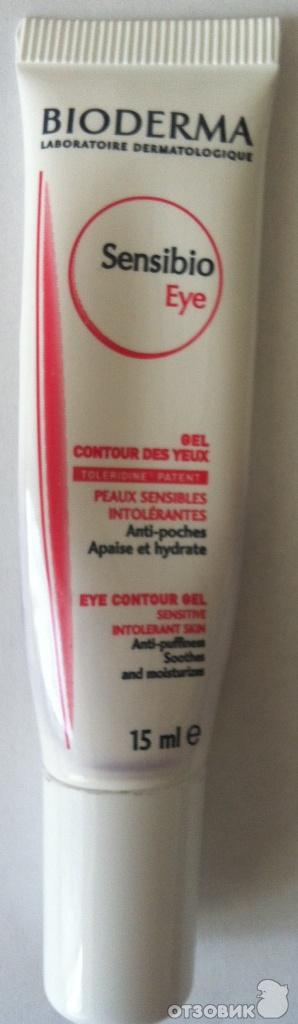 BIODERMA
LABORATOIRE DERMATOLOGIQUE
Sensibio
Eye
GEL
CONTOUR DES YEUX
TOLERIDINE PATENT
PEAUX SENSIBLES
INTOLÉRANTES
Anti-poches
Apaise et hydrate
EYE CONTOUR GEL
SENSITIVE
INTOLERANT SKIN
Anti-puffiness
Soothes
and moisturizes
15 ml e
ОТЗОВИК